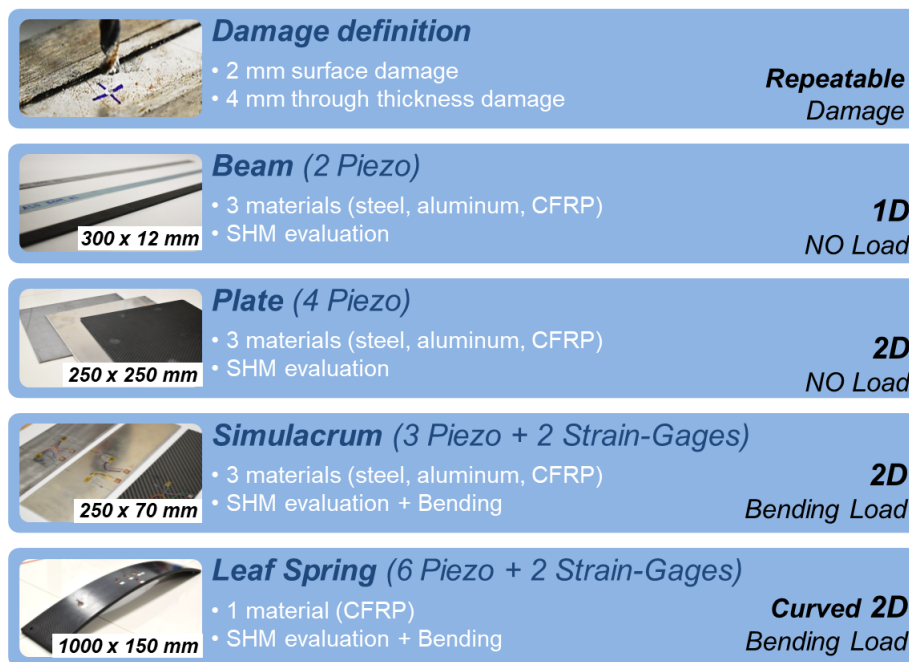 Damage definition
• 2 mm surface damage
• 4 mm through thickness damage
Repeatable
Damage
Beam (2 Piezo)
• 3 materials (steel, aluminum, CFRP)
• SHM evaluation
300 x 12 mm
1D
NO Load
Plate (4 Piezo)
• 3 materials (steel, aluminum, CFRP)
• SHM evaluation
250 x 250 mm
2D
NO Load
Simulacrum (3 Piezo + 2 Strain-Gages)
• 3 materials (steel, aluminum, CFRP)
• SHM evaluation + Bending
250 x 70 mm
2D
Bending Load
Leaf Spring (6 Piezo + 2 Strain-Gages)
• 1 material (CFRP)
• SHM evaluation + Bending
1000 x 150 mm
Curved 2D
Bending Load